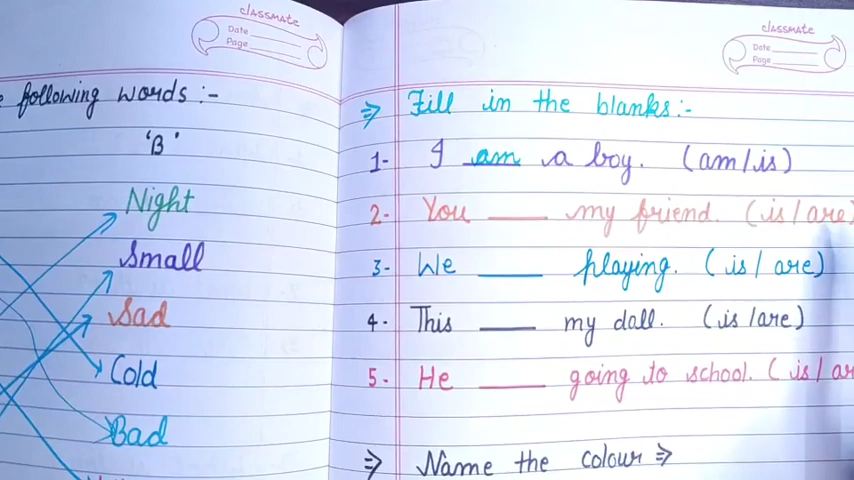 classmate
Date
Page
following words :-
'B'
Night
Small
Sad
Cold
Bad
classmate
Date
Page
⇒ Fill in the blanks :-
1- I am a boy. (am/is)
2- You ____ my friend. (is/are)
3- We ____ playing. (is/are)
4- This ____ my doll. (is/are)
5- He ____ going to school. (is/ar
⇒ Name the colour ⇒